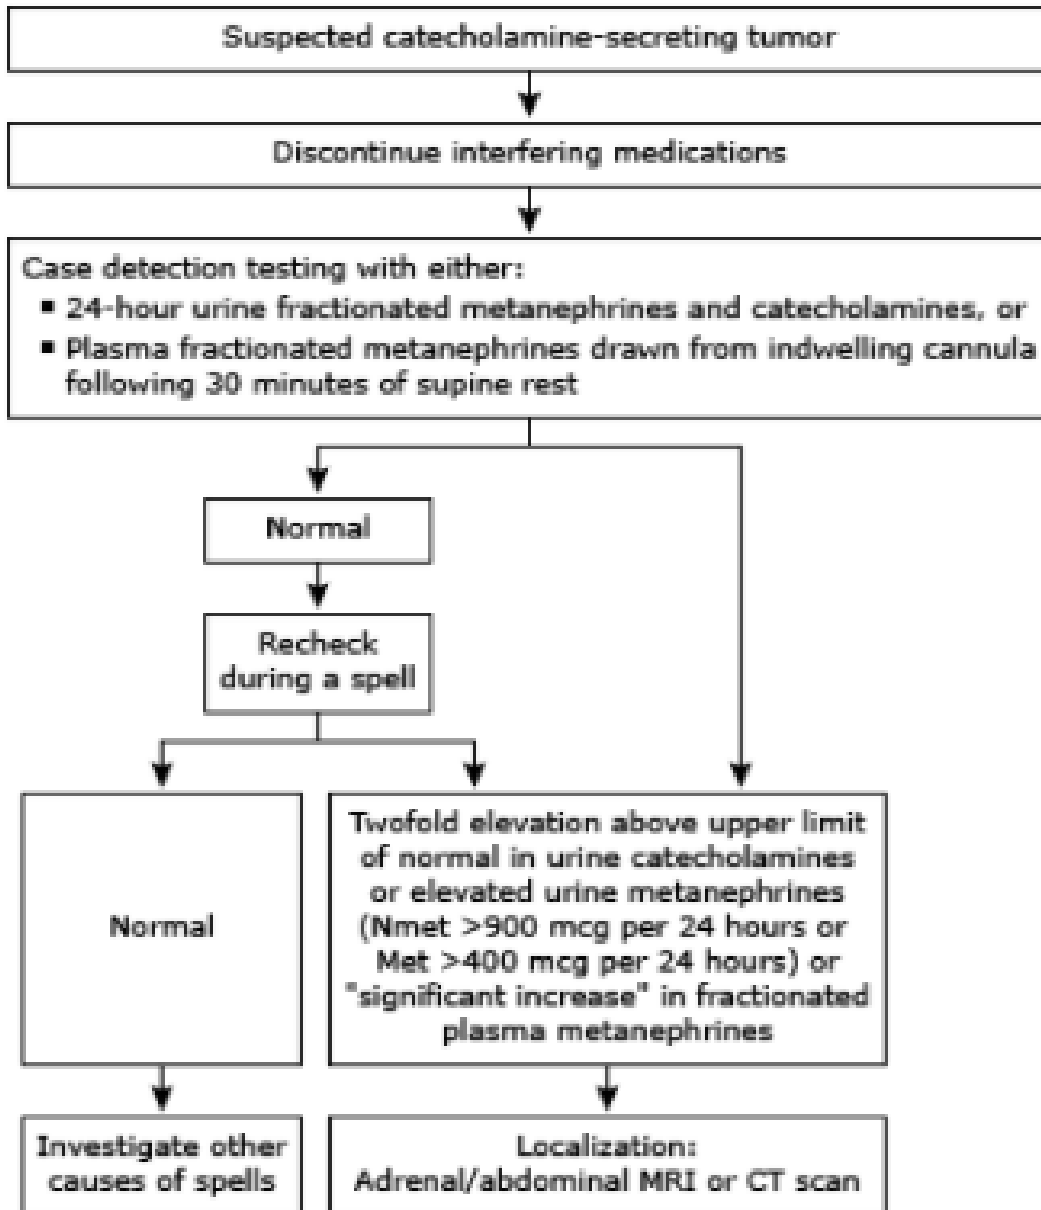 Suspected catecholamine-secreting tumor
Discontinue interfering medications
Case detection testing with either:
▪ 24-hour urine fractionated metanephrines and catecholamines, or
▪ Plasma fractionated metanephrines drawn from indwelling cannula
following 30 minutes of supine rest
Normal
Recheck
during a spell
Normal
Twofold elevation above upper limit
of normal in urine catecholamines
or elevated urine metanephrines
(Nmet >900 mcg per 24 hours or
Met >400 mcg per 24 hours) or
"significant increase" in fractionated
plasma metanephrines
Investigate other
causes of spells
Localization:
Adrenal/abdominal MRI or CT scan